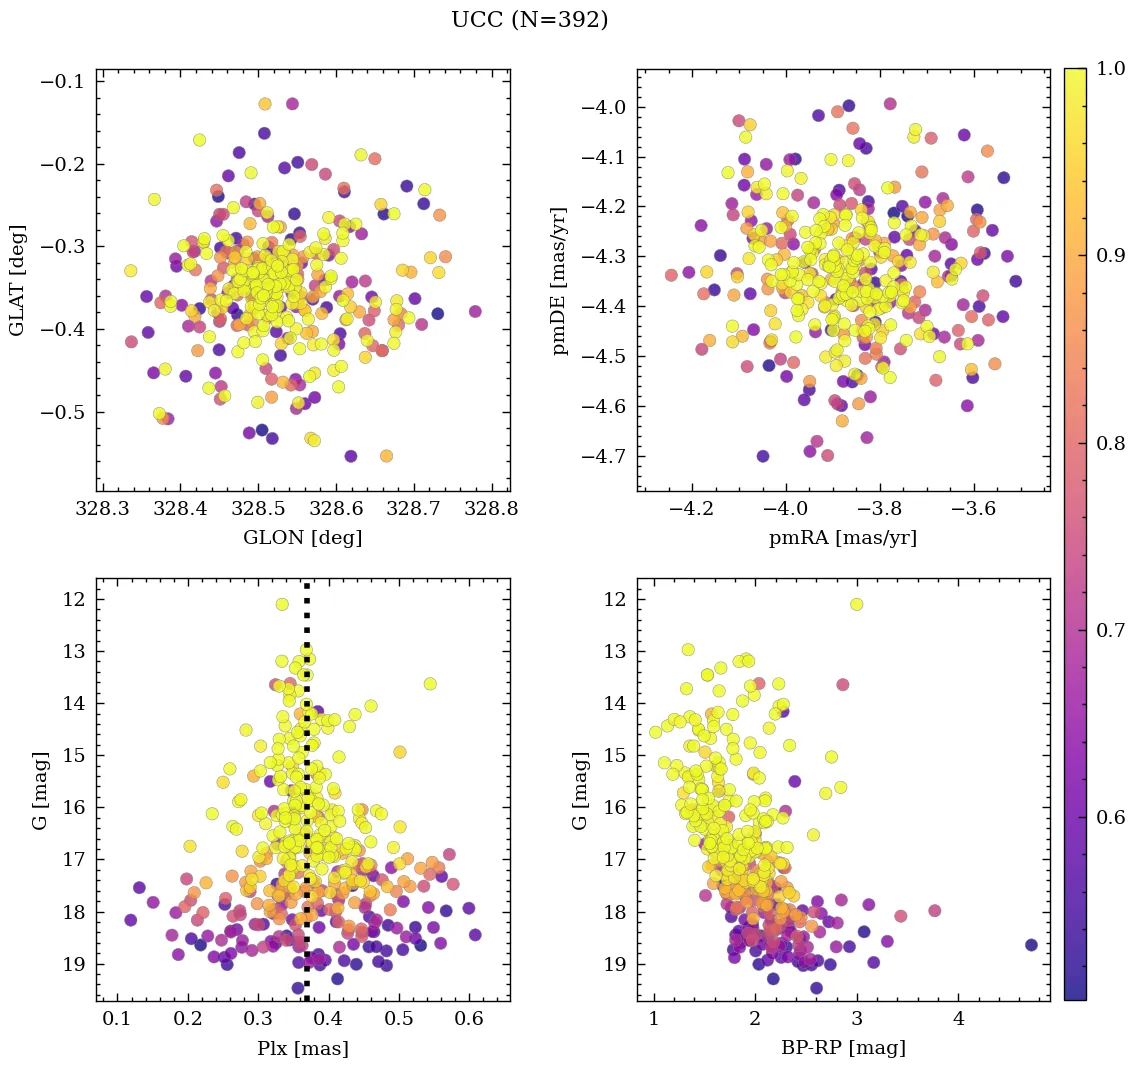 UCC (N=392)
−0.1
−0.2
−0.3
−0.4
−0.5
GLAT [deg]
328.3 328.4 328.5 328.6 328.7 328.8
GLON [deg]
−4.0
−4.1
−4.2
−4.3
−4.4
−4.5
−4.6
−4.7
pmDE [mas/yr]
−4.2 −4.0 −3.8 −3.6
pmRA [mas/yr]
1.0
0.9
0.8
0.7
0.6
12
13
14
15
16
17
18
19
G [mag]
0.1 0.2 0.3 0.4 0.5 0.6
Plx [mas]
12
13
14
15
16
17
18
19
G [mag]
1 2 3 4
BP-RP [mag]